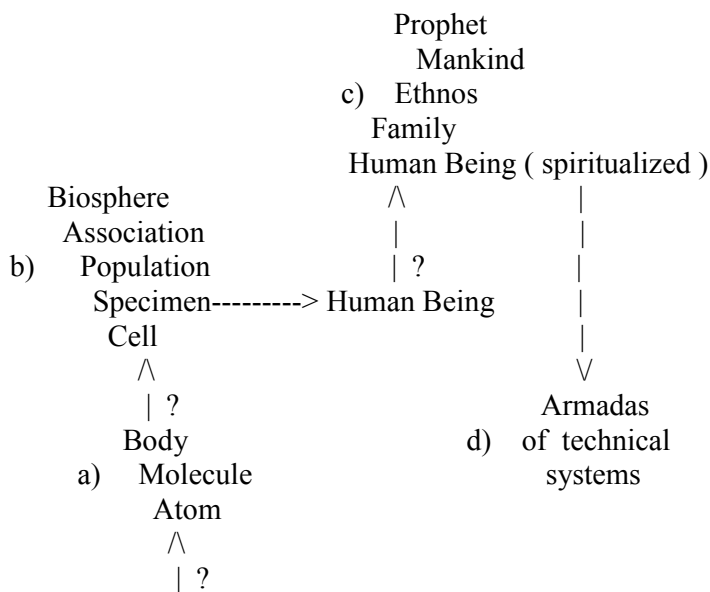 Prophet
Mankind
c) Ethnos
Family
Human Being ( spiritualized )
Biosphere /\ |
Association | |
b) Population | ? |
Specimen---------> Human Being |
Cell |
/\ \/
| ? Armadas
Body d) of technical
a) Molecule systems
Atom
/\
| ?